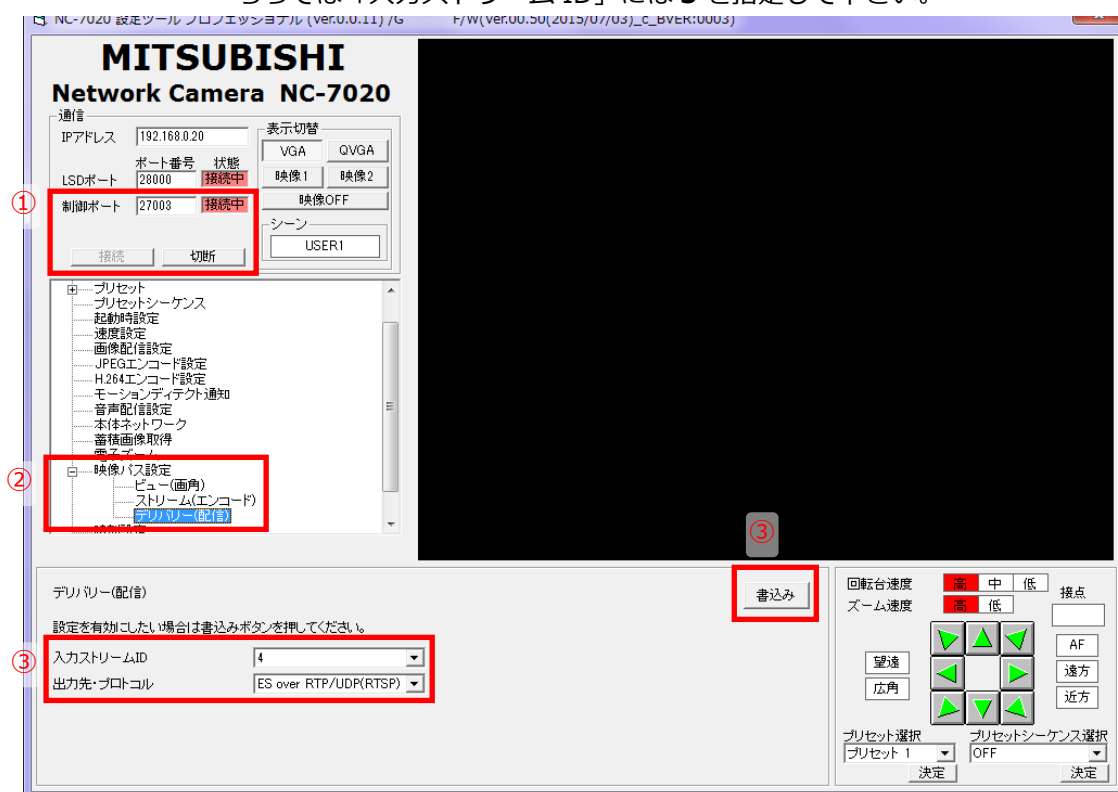 NC-7020 設定ツール プロフェッショナル (Ver.0.0.11) /G F/W(Ver.00.50(2015/07/03)_c_BVER:0003)
MITSUBISHI
Network Camera NC-7020
通信
IPアドレス 192.168.0.20
ポート番号 状態
LSDポート 28000 接続中
① 制御ポート 27003 接続中
接続 切断
表示切替
VGA QVGA
映像1 映像2
映像OFF
シーン
USER1
プリセット
プリセットシーケンス
起動時設定
速度設定
画像配信設定
JPEGエンコード設定
H.264エンコード設定
モーションディテクト通知
音声配信設定
本体ネットワーク
蓄積画像取得
電子ズーム
② 映像パス設定
ビュー(画角)
ストリーム(エンコード)
デリバリー(配信)
③
デリバリー(配信) 書込み
設定を有効にしたい場合は書込みボタンを押してください。
③ 入力ストリームID 4
出力先・プロトコル ES over RTP/UDP(RTSP)
回転台速度 高 中 低 接点
ズーム速度 高 低
望遠 AF
広角 遠方
近方
プリセット選択 プリセットシーケンス選択
プリセット 1 OFF
決定 決定